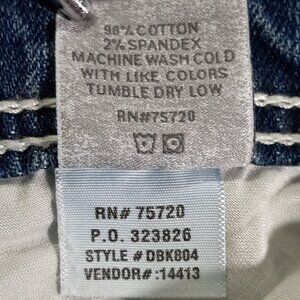 98% COTTON
2% SPANDEX
MACHINE WASH COLD
WITH LIKE COLORS
TUMBLE DRY LOW
RN#75720
RN# 75720
P.O. 323826
STYLE # DBK804
VENDOR# :14413